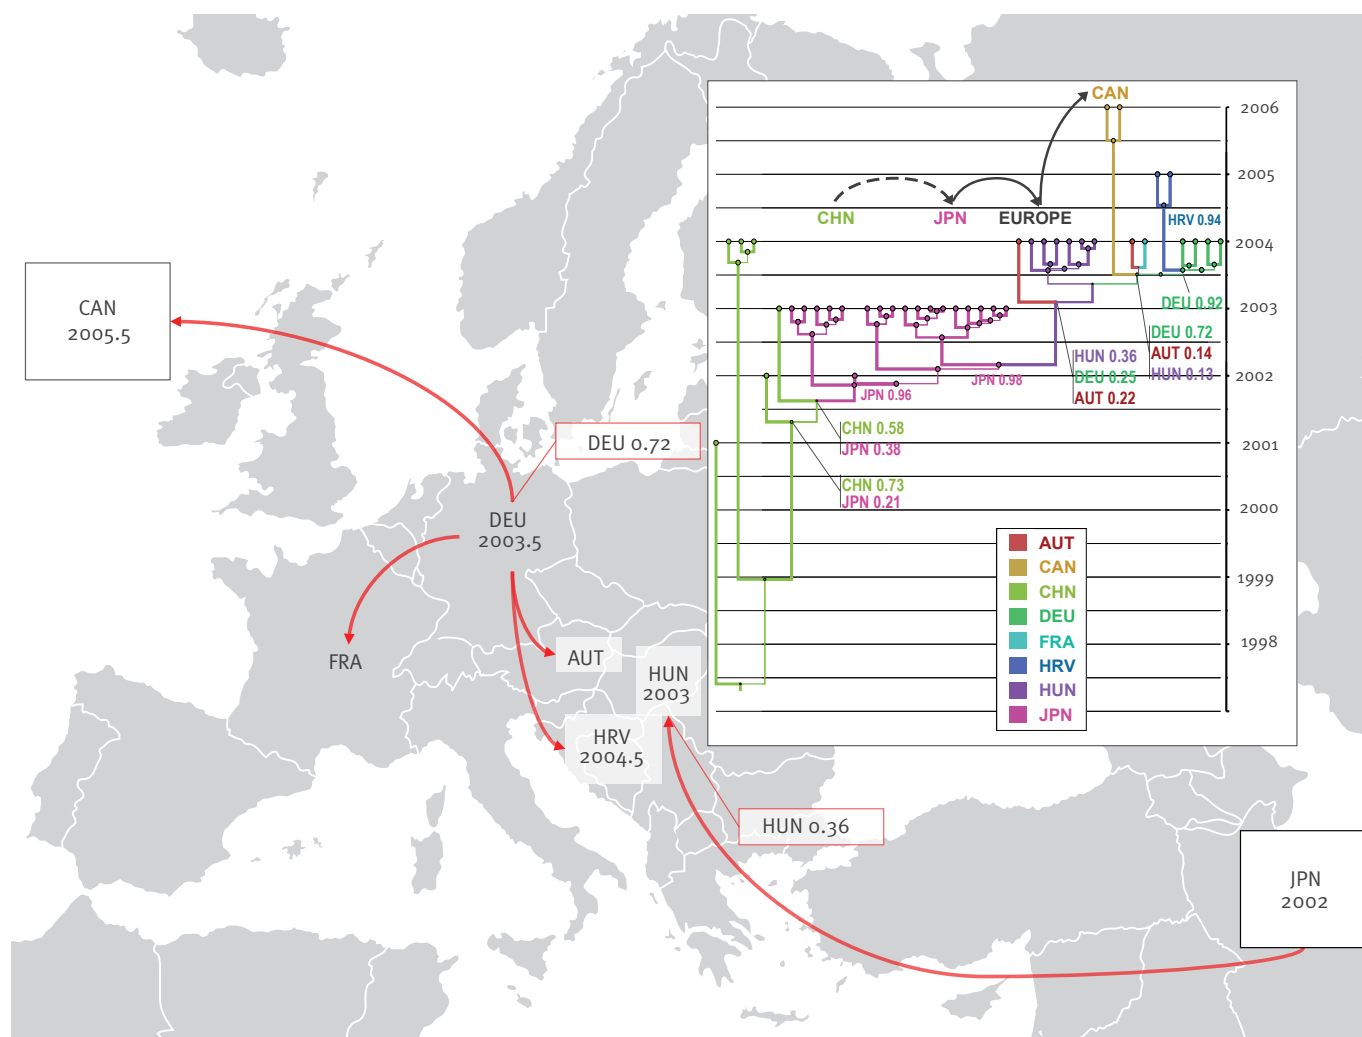 CAN
2006
2005
CHN
JPN
EUROPE
HRV 0.94
2004
CAN
2005.5
DEU 0.92
2003
DEU 0.72
HUN 0.36
AUT 0.14
DEU 0.25
HUN 0.13
AUT 0.22
2002
JPN 0.98
JPN 0.96
CHN 0.58
JPN 0.38
2001
DEU 0.72
CHN 0.73
JPN 0.21
2000
DEU
2003.5
AUT
CAN
CHN
DEU
FRA
HRV
HUN
JPN
1999
1998
FRA
AUT
HUN
2003
HRV
2004.5
HUN 0.36
JPN
2002